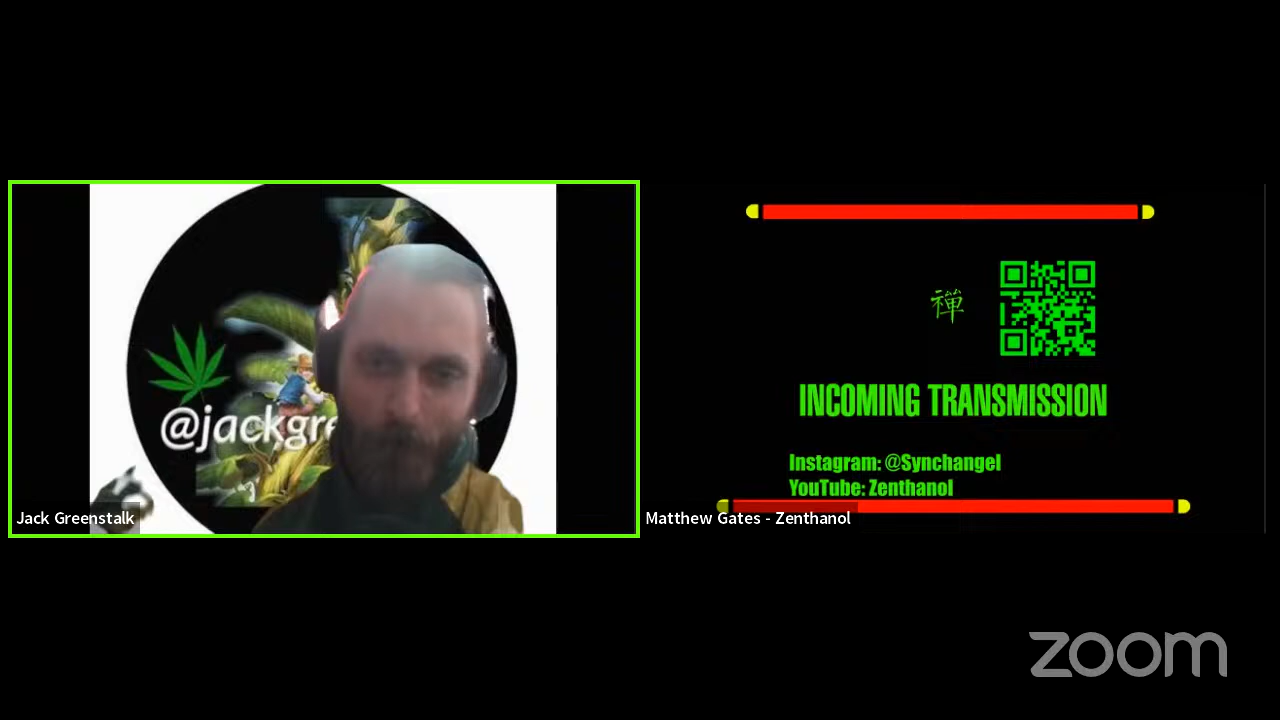 @jackgre
Jack Greenstalk
禪
INCOMING TRANSMISSION
Instagram: @Synchangel
YouTube: Zenthanol
Matthew Gates - Zenthanol
zoom